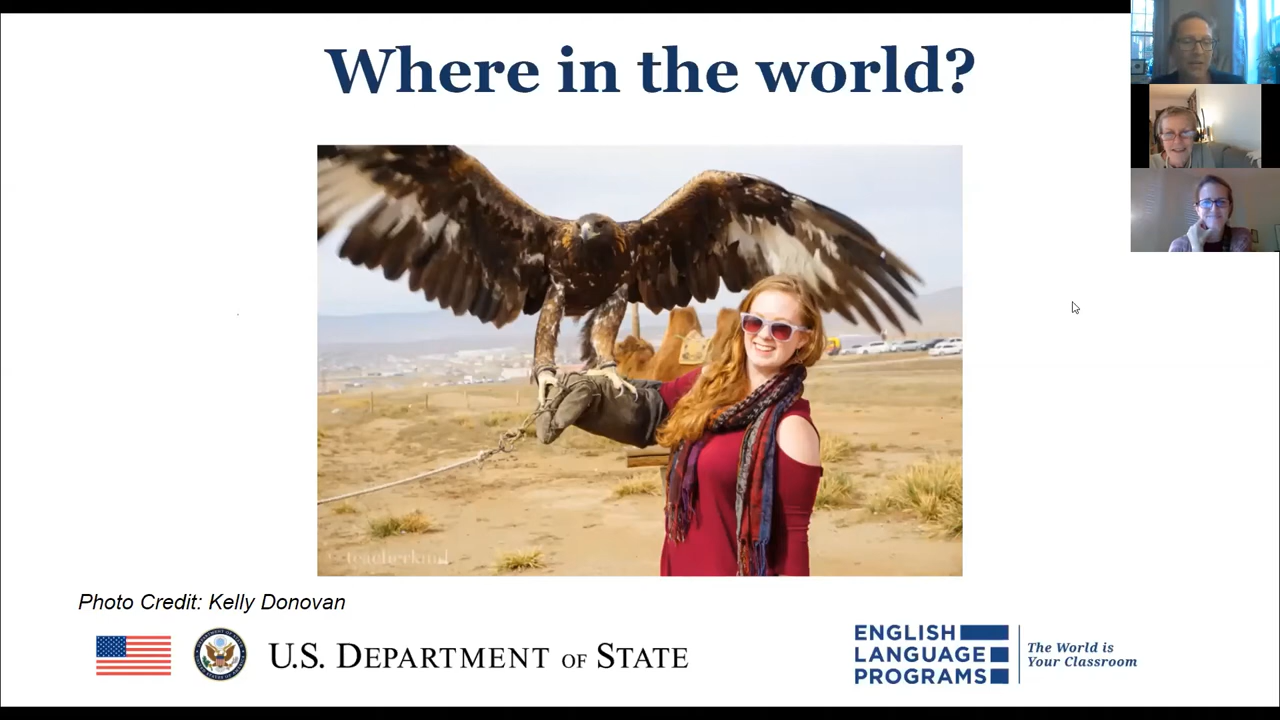 Where in the world?
teacherkind
Photo Credit: Kelly Donovan
U.S. DEPARTMENT OF STATE
ENGLISH
LANGUAGE
PROGRAMS
The World is
Your Classroom